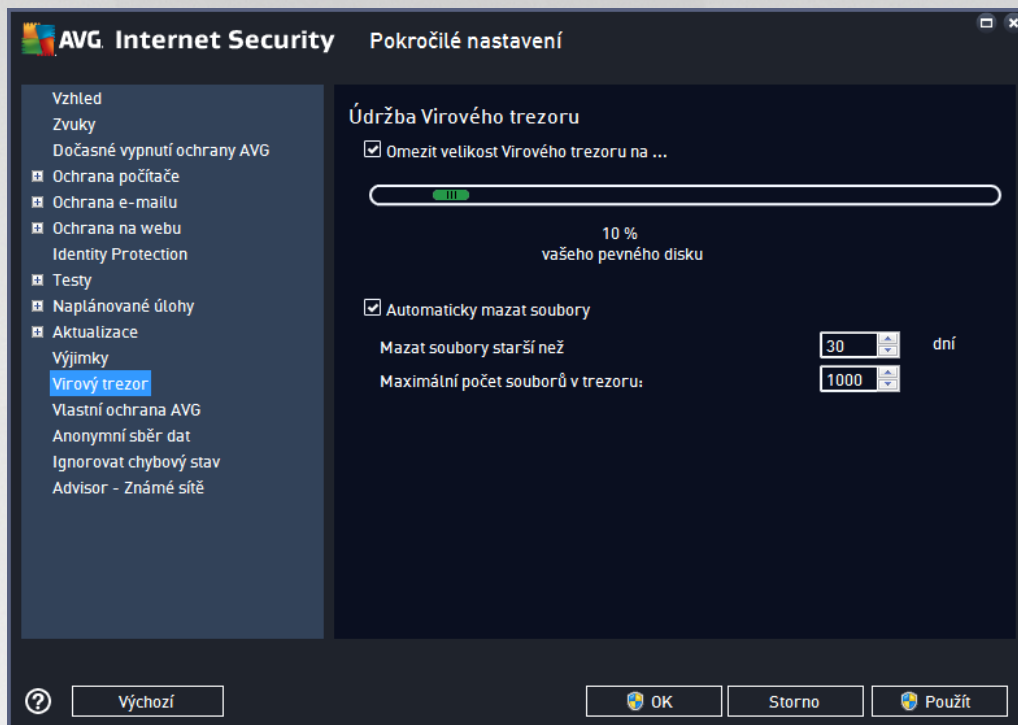 AVG. Internet Security Pokročilé nastavení
Vzhled
Zvuky
Dočasné vypnutí ochrany AVG
Ochrana počítače
Ochrana e-mailu
Ochrana na webu
Identity Protection
Testy
Naplánované úlohy
Aktualizace
Výjimky
Virový trezor
Vlastní ochrana AVG
Anonymní sběr dat
Ignorovat chybový stav
Advisor - Známé sítě
Údržba Virového trezoru
Omezit velikost Virového trezoru na ...
10 %
vašeho pevného disku
Automaticky mazat soubory
Mazat soubory starší než 30 dní
Maximální počet souborů v trezoru: 1000
? Výchozí OK Storno Použít